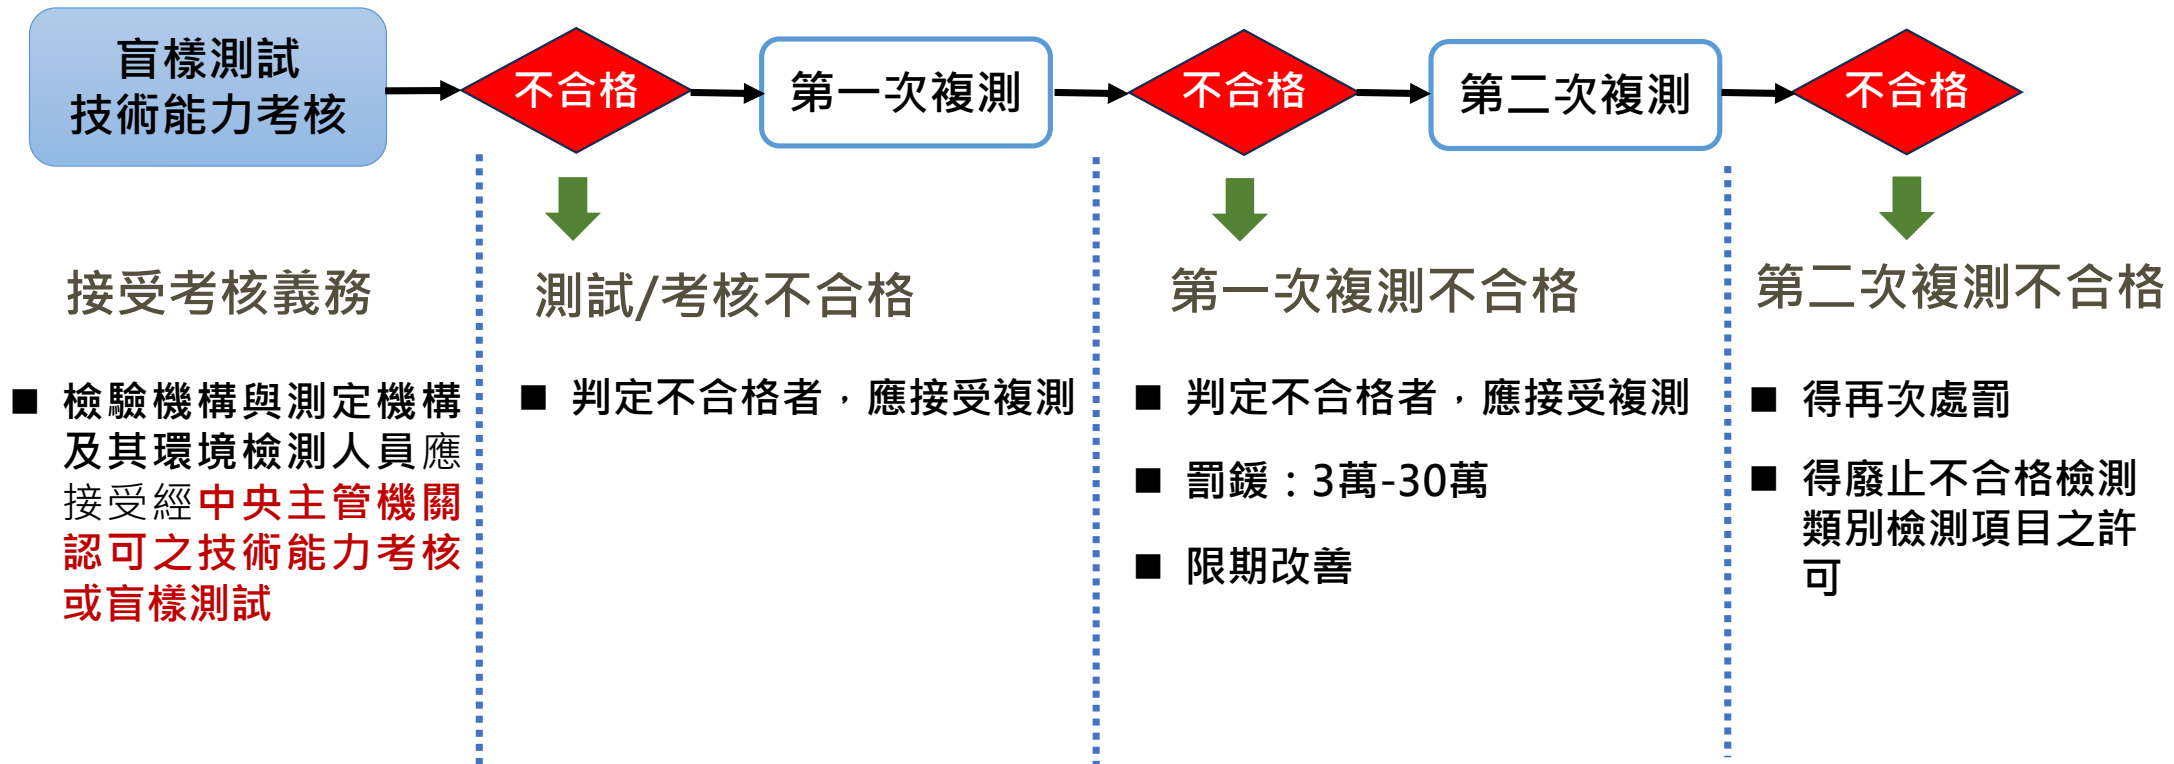 盲樣測試
技術能力考核
不合格
第一次複測
不合格
第二次複測
不合格
接受考核義務
■ 檢驗機構與測定機構
及其環境檢測人員應
接受經中央主管機關
認可之技術能力考核
或盲樣測試
測試/考核不合格
■ 判定不合格者，應接受複測
第一次複測不合格
■ 判定不合格者，應接受複測
■ 罰鍰：3萬-30萬
■ 限期改善
第二次複測不合格
■ 得再次處罰
■ 得廢止不合格檢測
類別檢測項目之許
可